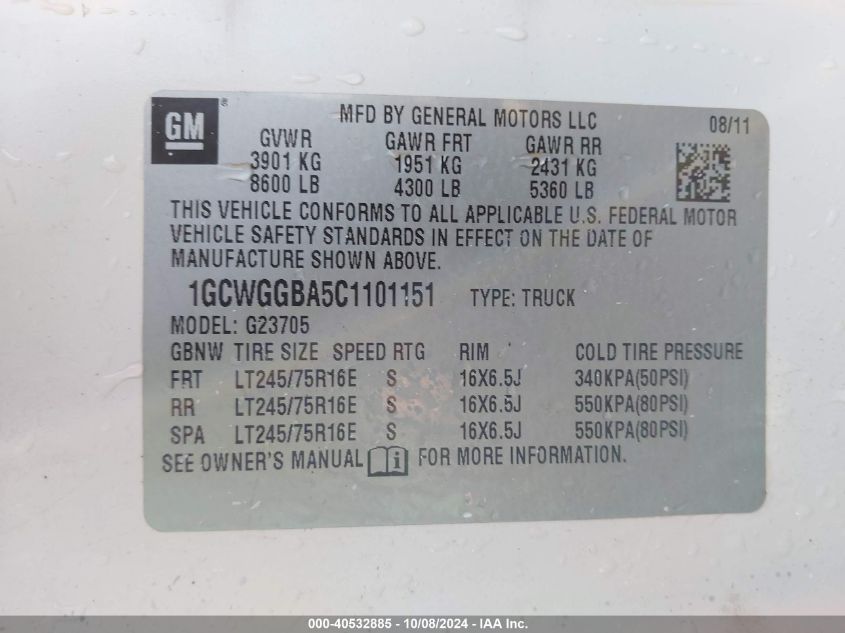 GM®
MFD BY GENERAL MOTORS LLC 08/11
GVWR GAWR FRT GAWR RR
3901 KG 1951 KG 2431 KG
8600 LB 4300 LB 5360 LB
THIS VEHICLE CONFORMS TO ALL APPLICABLE U.S. FEDERAL MOTOR
VEHICLE SAFETY STANDARDS IN EFFECT ON THE DATE OF
MANUFACTURE SHOWN ABOVE.
1GCWGGBA5C1101151 TYPE: TRUCK
MODEL: G23705
GBNW TIRE SIZE SPEED RTG RIM COLD TIRE PRESSURE
FRT LT245/75R16E S 16X6.5J 340KPA(50PSI)
RR LT245/75R16E S 16X6.5J 550KPA(80PSI)
SPA LT245/75R16E S 16X6.5J 550KPA(80PSI)
SEE OWNER'S MANUAL i FOR MORE INFORMATION.
000-40532885 - 10/08/2024 - IAA Inc.